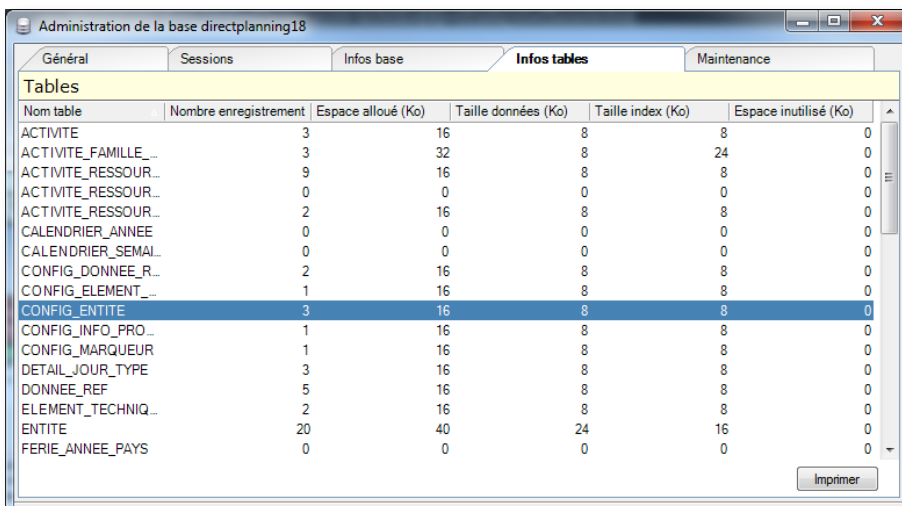 Administration de la base directplanning18
Général Sessions Infos base Infos tables Maintenance
Tables
Nom table Nombre enregistrement Espace alloué (Ko) Taille données (Ko) Taille index (Ko) Espace inutilisé (Ko)
ACTIVITE 3 16 8 8 0
ACTIVITE_FAMILLE_... 3 32 8 24 0
ACTIVITE_RESSOUR... 9 16 8 8 0
ACTIVITE_RESSOUR... 0 0 0 0 0
ACTIVITE_RESSOUR... 2 16 8 8 0
CALENDRIER_ANNEE 0 0 0 0 0
CALENDRIER_SEMAI... 0 0 0 0 0
CONFIG_DONNEE_R... 2 16 8 8 0
CONFIG_ELEMENT_... 1 16 8 8 0
CONFIG_ENTITE 3 16 8 8 0
CONFIG_INFO_PRO... 1 16 8 8 0
CONFIG_MARQUEUR 1 16 8 8 0
DETAIL_JOUR_TYPE 3 16 8 8 0
DONNEE_REF 5 16 8 8 0
ELEMENT_TECHNIQ... 2 16 8 8 0
ENTITE 20 40 24 16 0
FERIE_ANNEE_PAYS 0 0 0 0 0
Imprimer